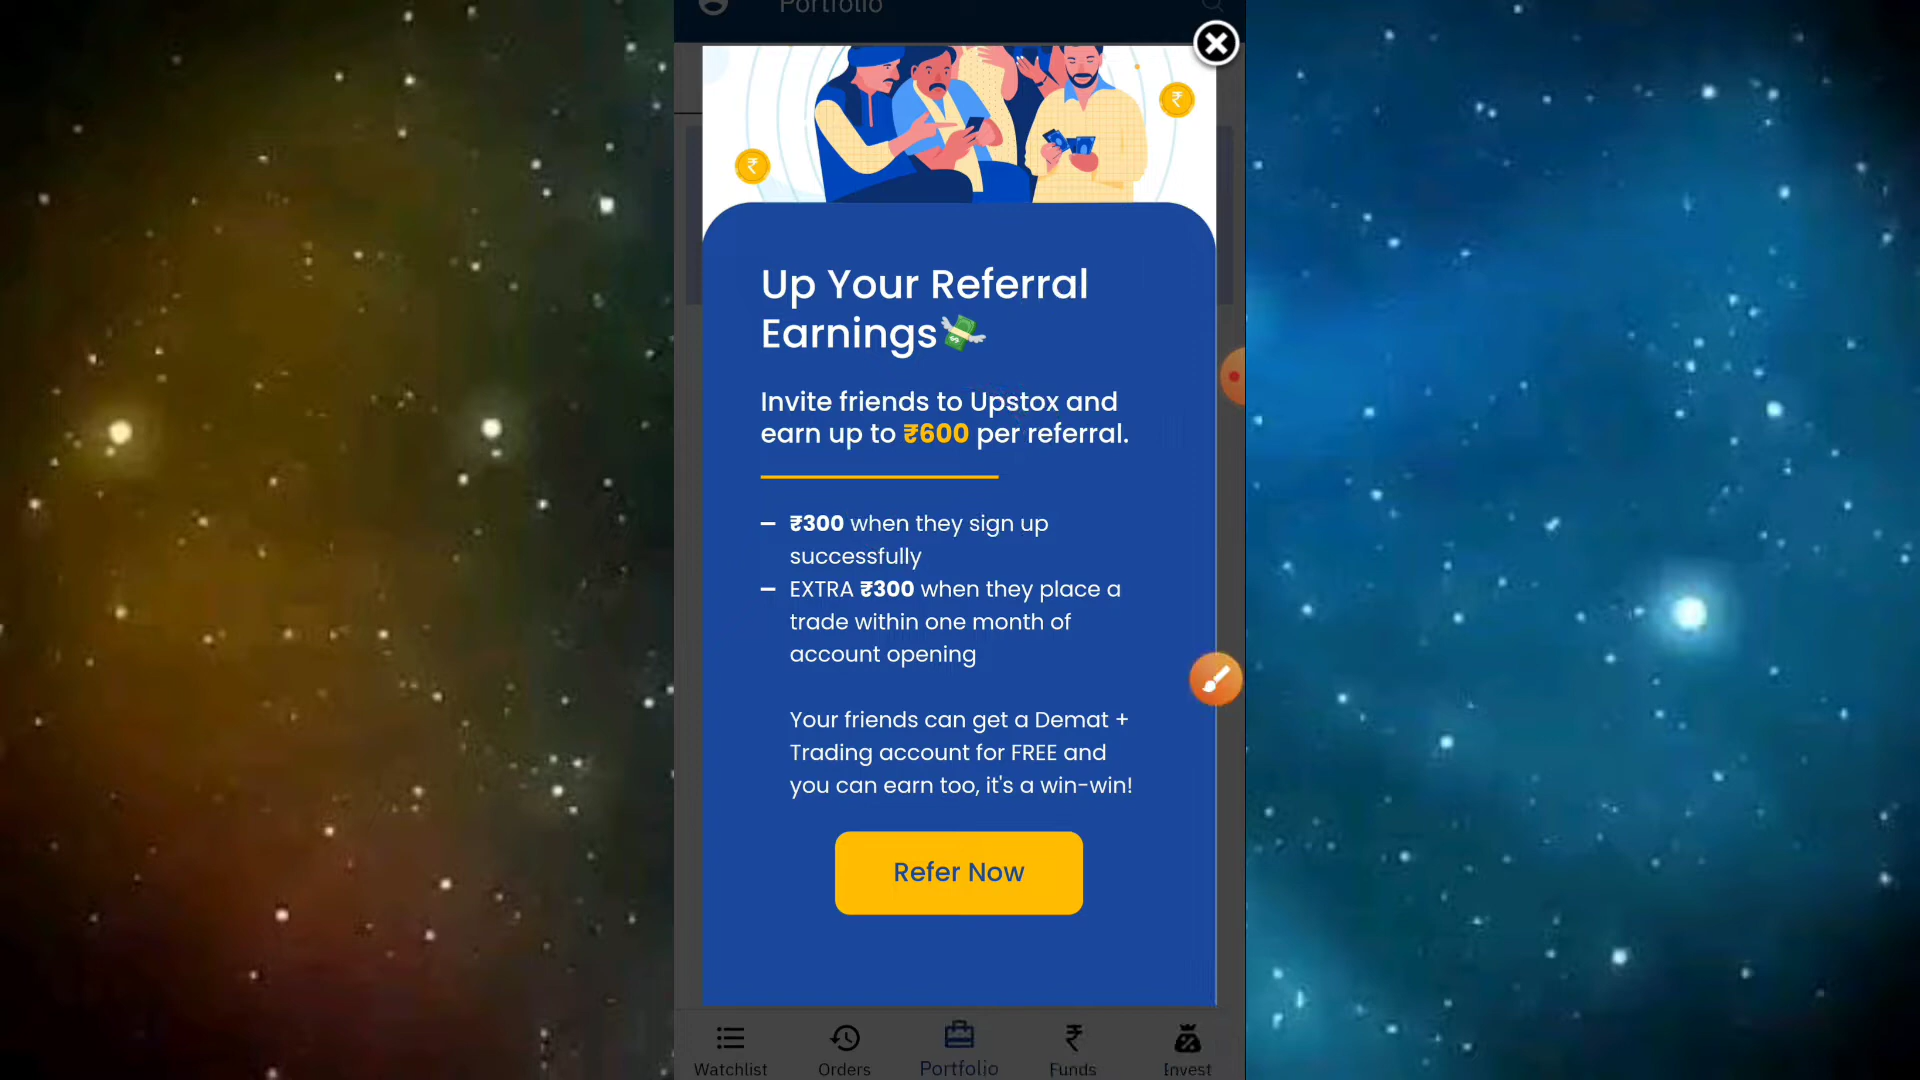 Portfolio
Up Your Referral
Earnings
Invite friends to Upstox and
earn up to ₹600 per referral.
– ₹300 when they sign up
successfully
– EXTRA ₹300 when they place a
trade within one month of
account opening
Your friends can get a Demat +
Trading account for FREE and
you can earn too, it's a win-win!
Refer Now
Watchlist
Orders
Portfolio
Funds
Invest